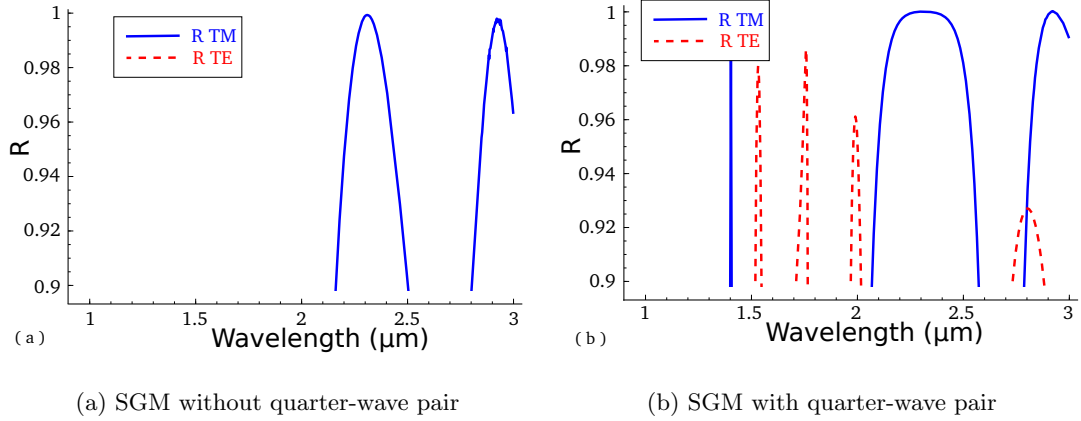 1
0.98
0.96
0.94
0.92
0.9
R
R TM
R TE
1 1.5 2 2.5 3
Wavelength (μm)
(a)
1
0.98
0.96
0.94
0.92
0.9
R
R TM
R TE
1 1.5 2 2.5 3
Wavelength (μm)
(b)
(a) SGM without quarter-wave pair
(b) SGM with quarter-wave pair